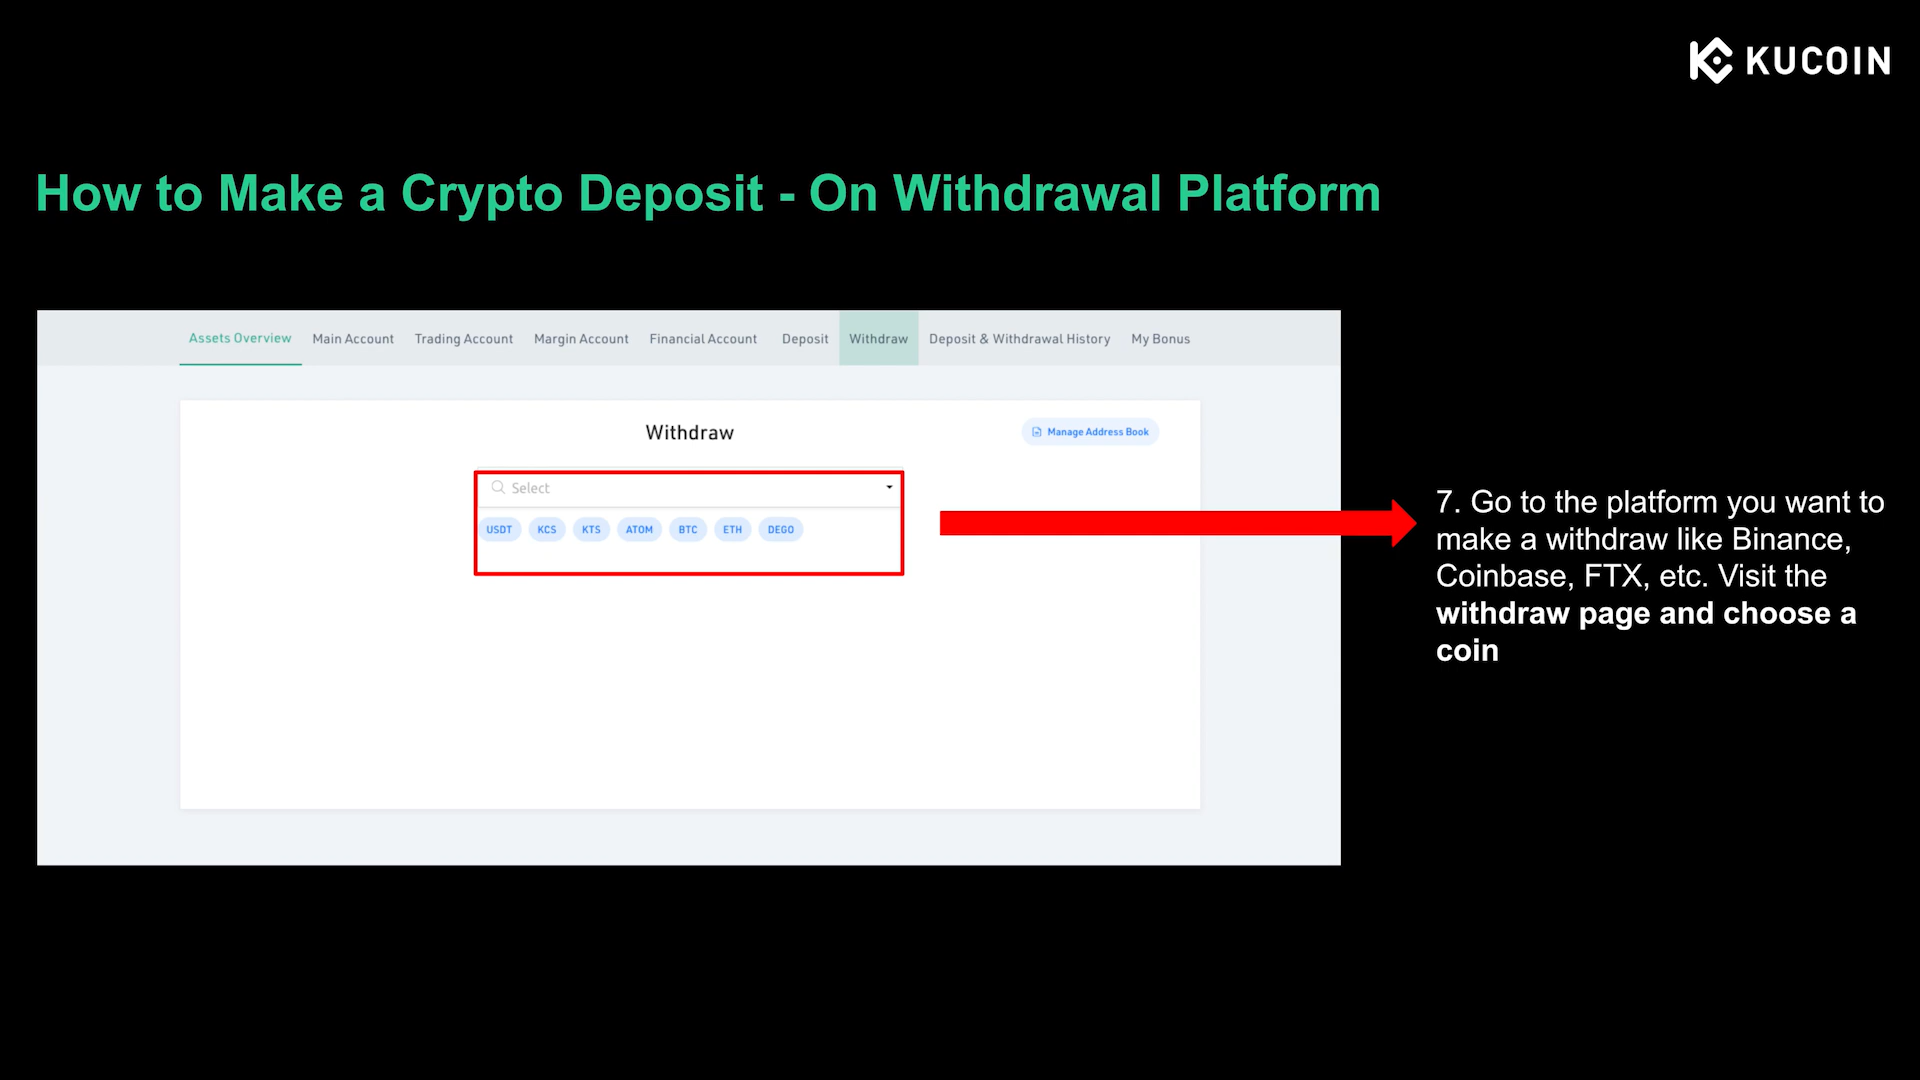 KUCOIN
How to Make a Crypto Deposit - On Withdrawal Platform
Assets Overview Main Account Trading Account Margin Account Financial Account Deposit Withdraw Deposit & Withdrawal History My Bonus
Withdraw
Manage Address Book
Select
USDT KCS KTS ATOM BTC ETH DEGO
7. Go to the platform you want to
make a withdraw like Binance,
Coinbase, FTX, etc. Visit the
withdraw page and choose a
coin